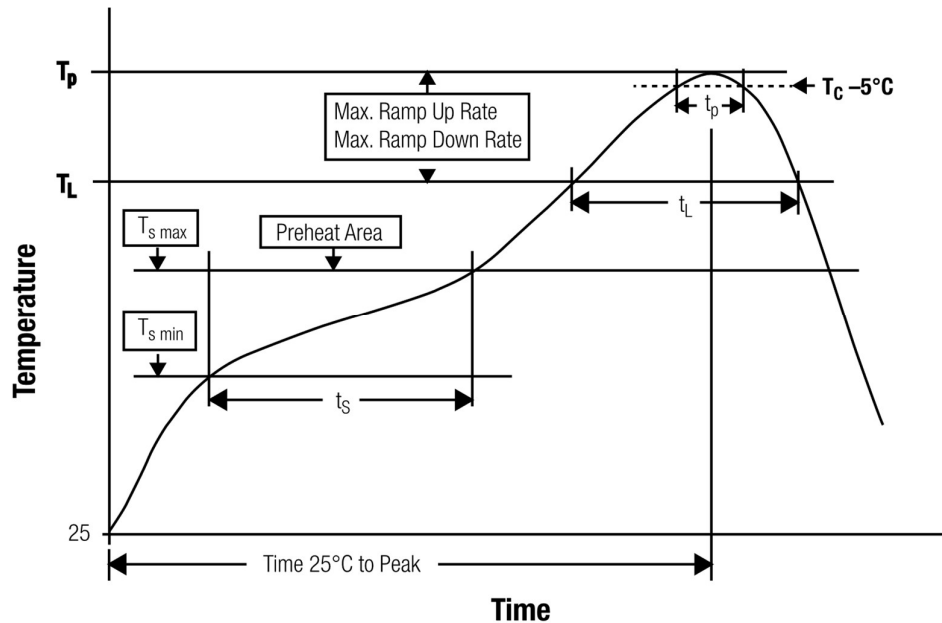 Tp
TC –5°C
tp
Max. Ramp Up Rate
Max. Ramp Down Rate
TL
tL
Ts max
Preheat Area
Ts min
tS
Temperature
25
Time 25°C to Peak
Time